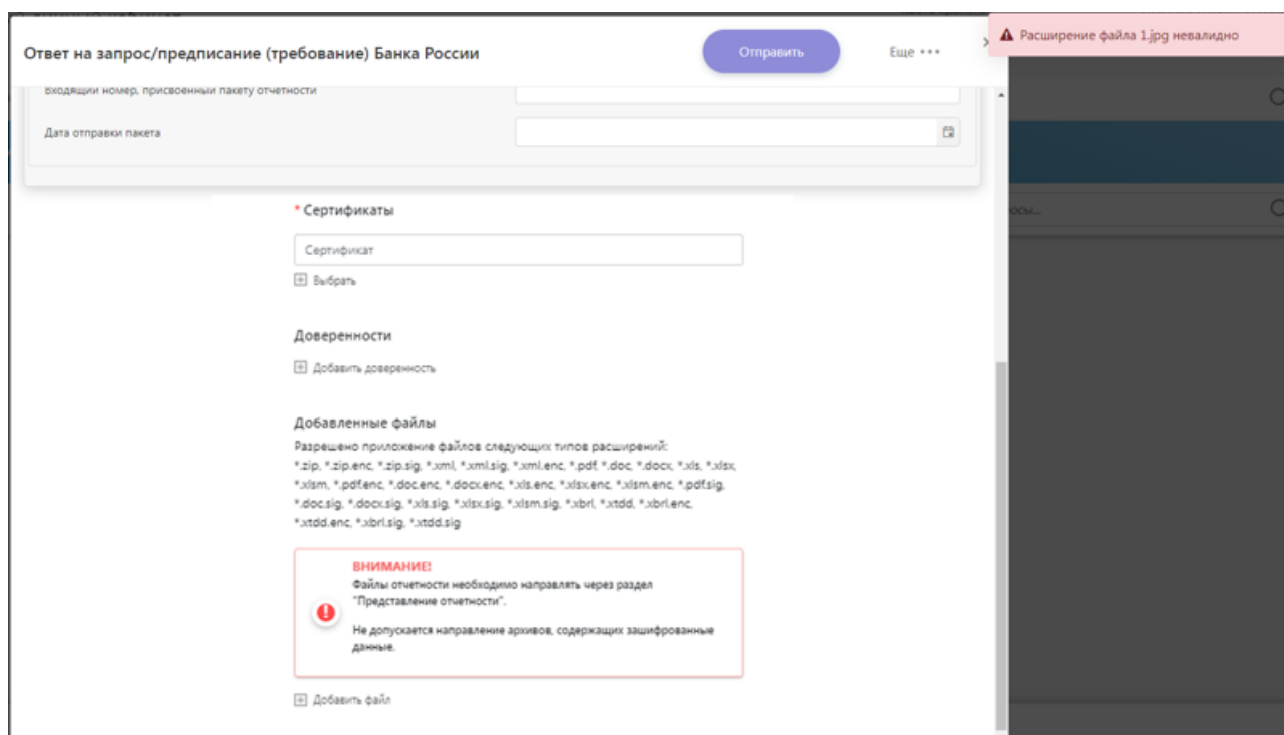 Ответ на запрос/предписание (требование) Банка России
Отправить
Еще •••
Расширение файла 1.jpg невалидно
Входящий номер, присвоенный пакету отчетности
Дата отправки пакета
* Сертификаты
Сертификат
Выбрать
Доверенности
Добавить доверенность
Добавленные файлы
Разрешено приложение файлов следующих типов расширений:
*.zip, *.zip.enc, *.zip.sig, *.xml, *.xml.sig, *.xml.enc, *.pdf, *.doc, *.docx, *.xls, *.xlsx,
*.xlsm, *.pdf.enc, *.doc.enc, *.docx.enc, *.xls.enc, *.xlsx.enc, *.xlsm.enc, *.pdf.sig,
*.doc.sig, *.docx.sig, *.xls.sig, *.xlsx.sig, *.xlsm.sig, *.xbrl, *.xtdd, *.xbrl.enc,
*.xtdd.enc, *.xbrl.sig, *.xtdd.sig
ВНИМАНИЕ!
Файлы отчетности необходимо направлять через раздел
"Представление отчетности".
Не допускается направление архивов, содержащих зашифрованные
данные.
Добавить файл